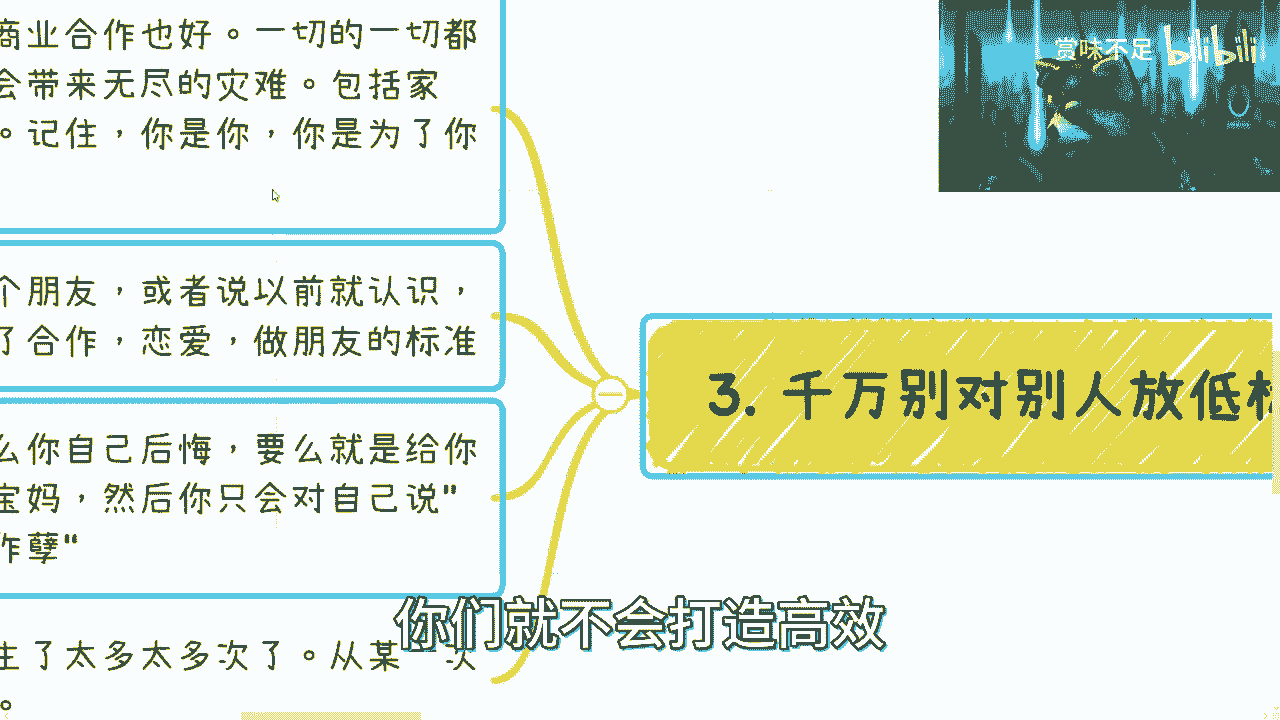 商业合作也好。一切的一切都
会带来无尽的灾难。包括家
。记住，你是你，你是为了你
个朋友，或者说以前就认识，
了合作，恋爱，做朋友的标准
么你自己后悔，要么就是给你
宝妈，然后你只会对自己说"
作孽"
生了太多太多次了。从某一次
。
3. 千万别对别人放低标
赏味不足 bilibili
你们就不会打造高效